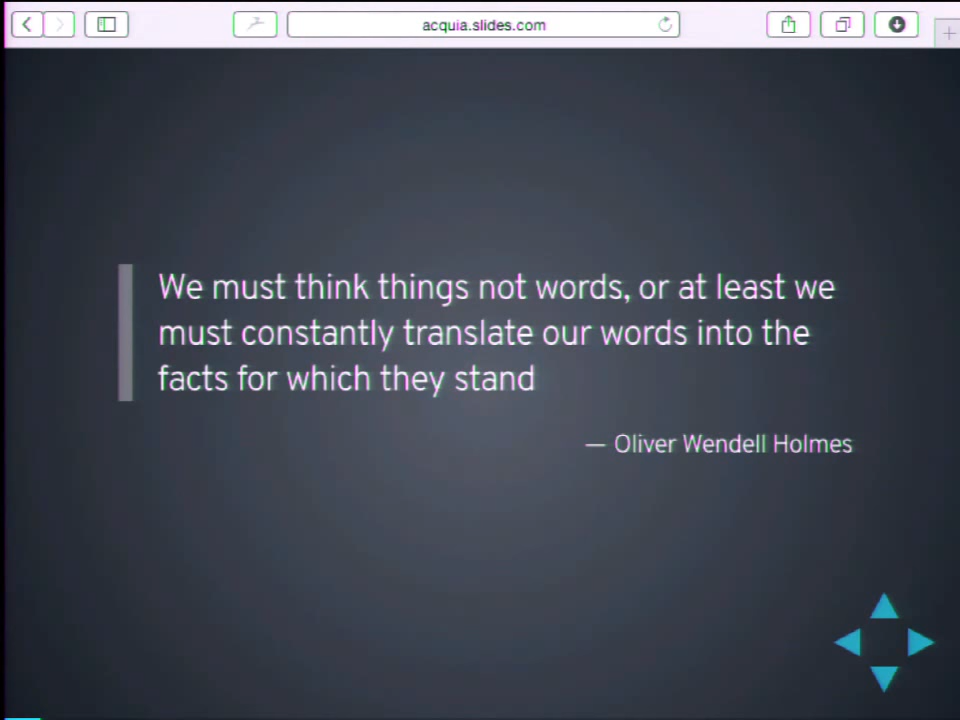 acquia.slides.com
We must think things not words, or at least we
must constantly translate our words into the
facts for which they stand
— Oliver Wendell Holmes